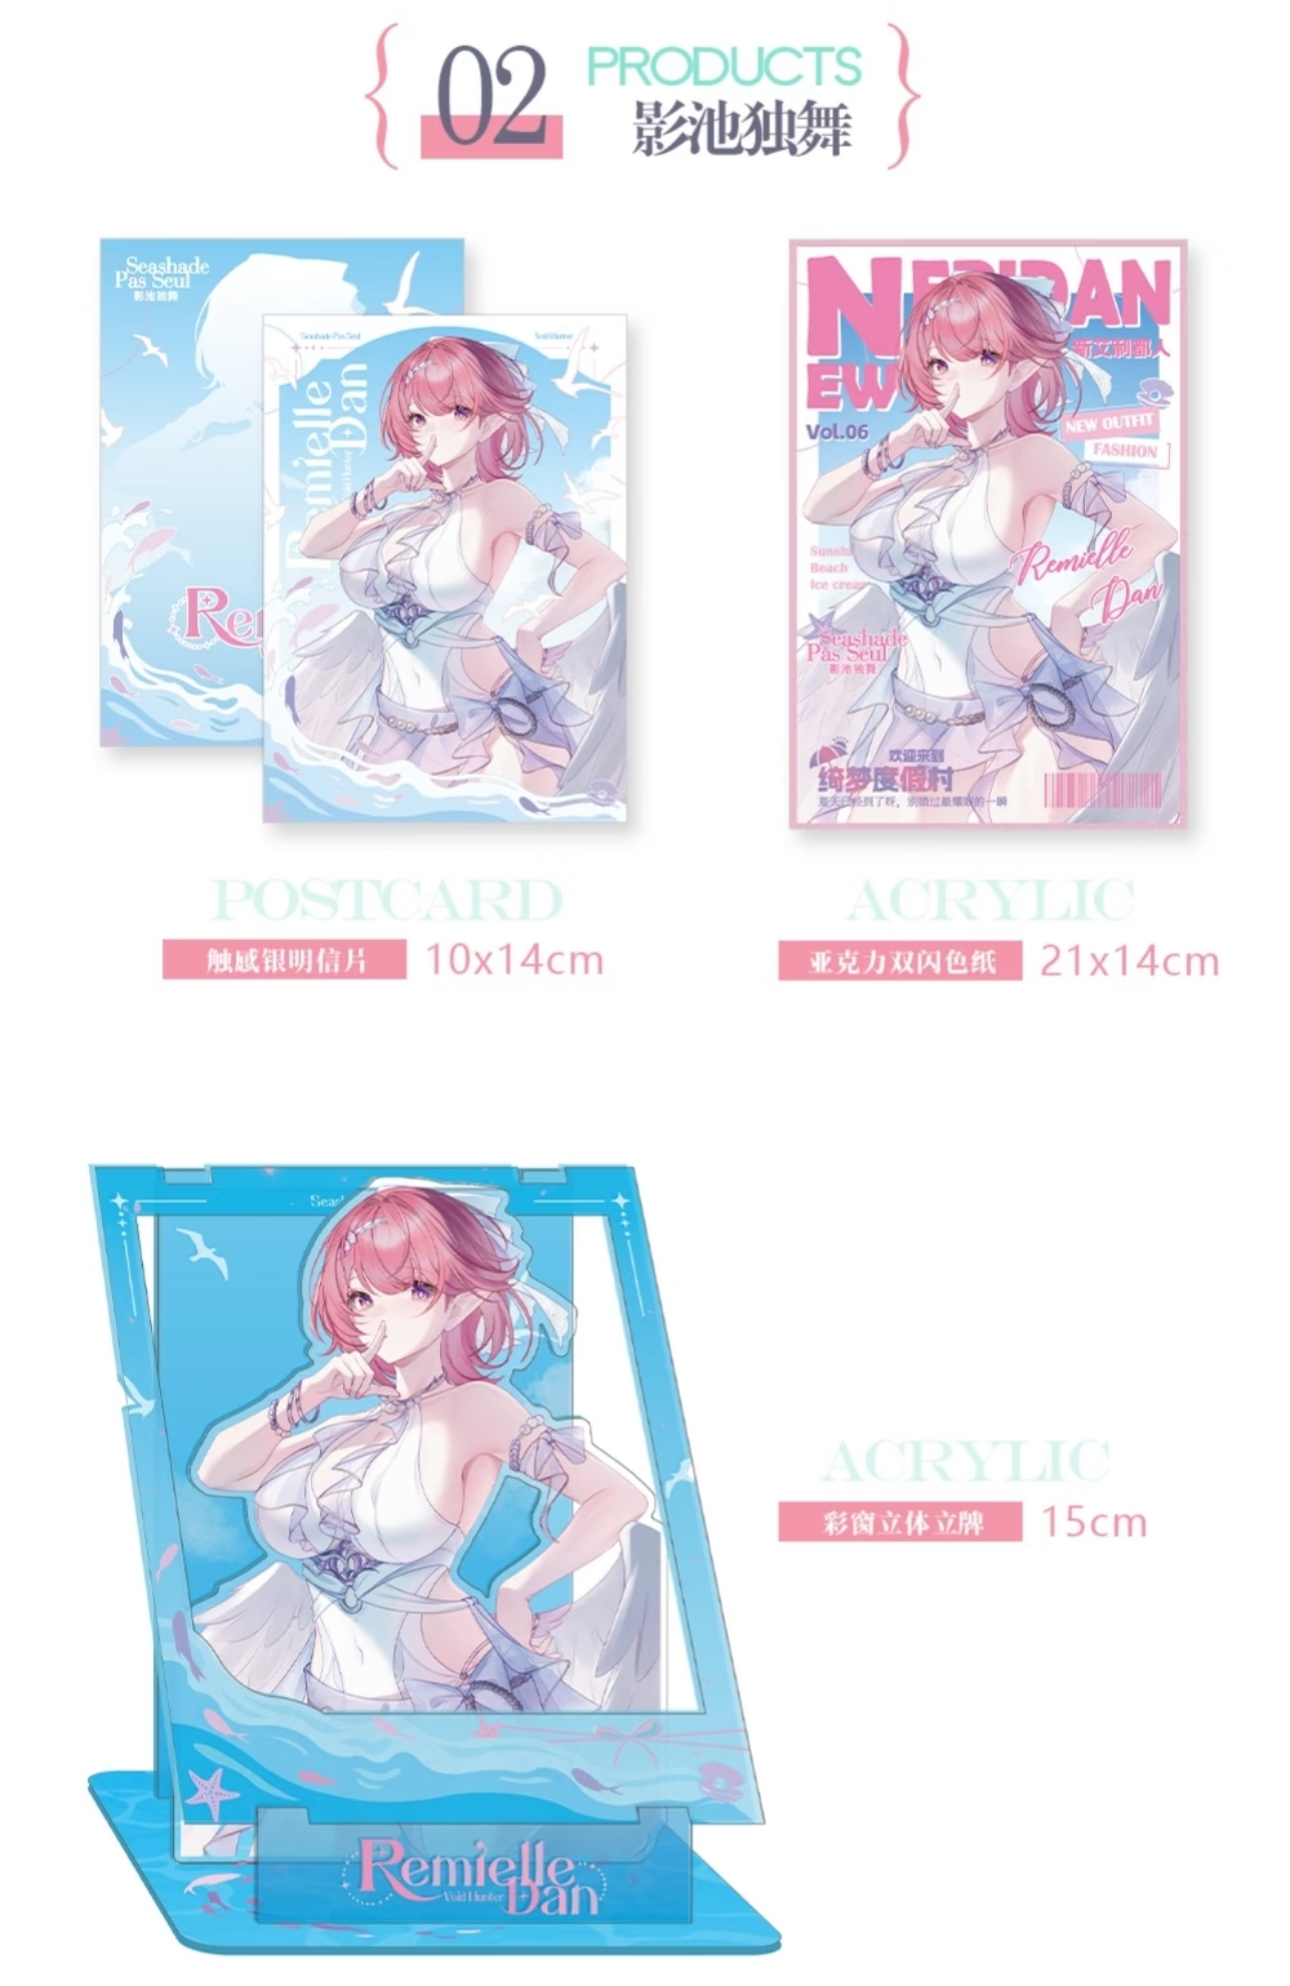 02
PRODUCTS
影池独舞
Seashade
Pas Seul
影池独舞
Seashade Pas Seul
Void Hunter
Remielle
Dan
Void Hunter
NEW
Vol.06
新艾利都人
NEW OUTFIT
FASHION
Beach
Remielle
Dan
Seashade
Pas Seul
影池独舞
欢迎来到
绮梦度假村
POSTCARD
触感银明信片 10x14cm
ACRYLIC
亚克力双闪色纸 21x14cm
Remielle
Void Hunter
Dan
ACRYLIC
彩窗立体立牌 15cm